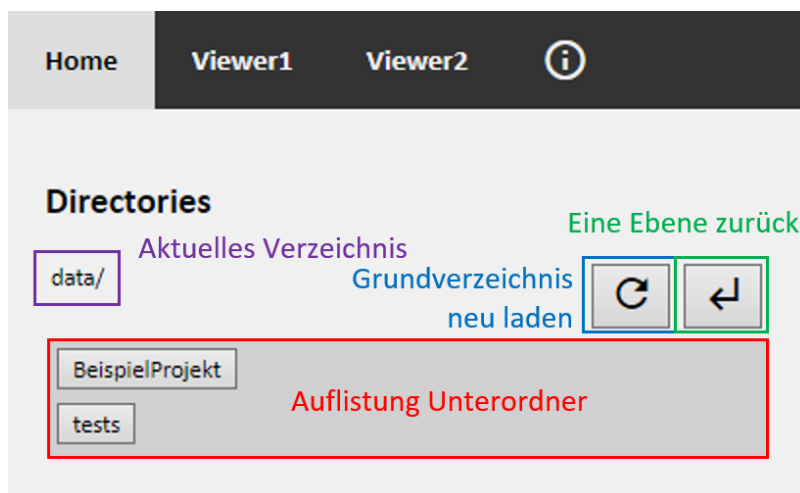 Home Viewer1 Viewer2
Directories
Eine Ebene zurück
Aktuelles Verzeichnis
data/
Grundverzeichnis
neu laden
BeispielProjekt
Auflistung Unterordner
tests